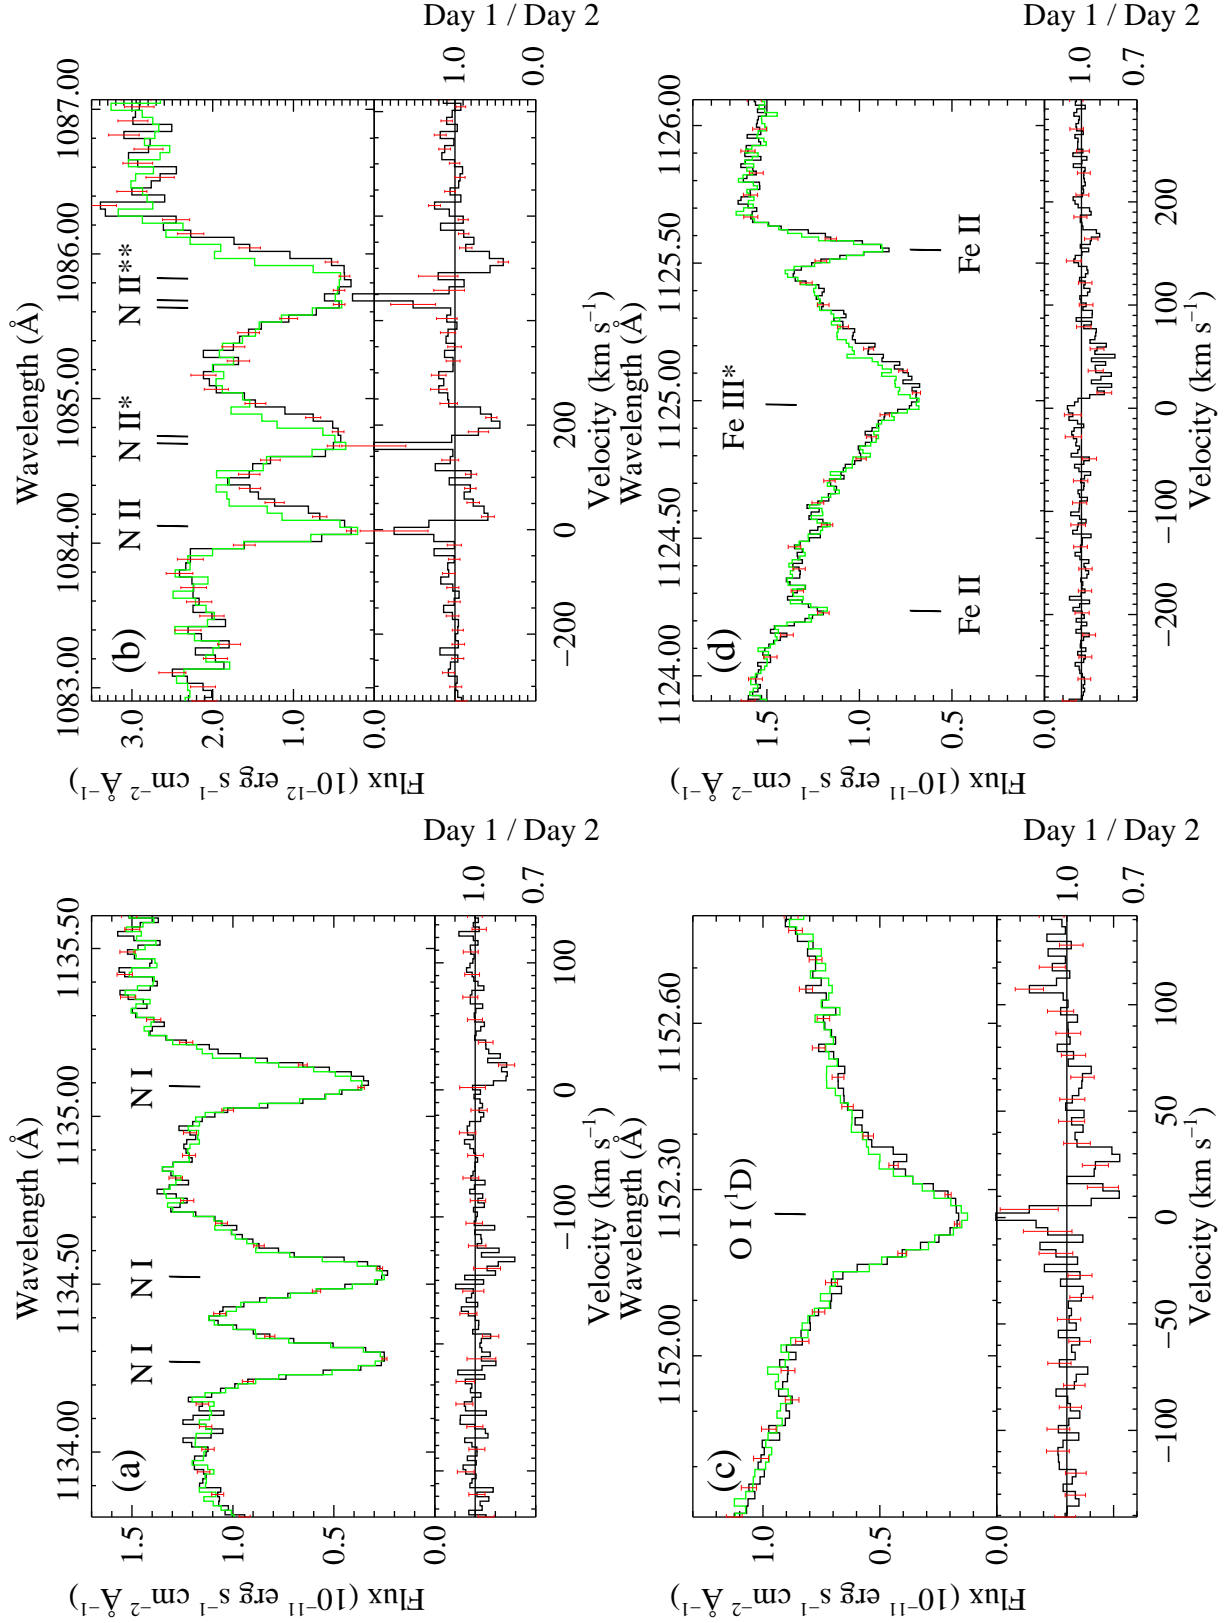 Wavelength (Å)
1134.00 1134.50 1135.00 1135.50
(a)
N I N I N I
Flux (10⁻¹¹ erg s⁻¹ cm⁻² Å⁻¹)
1.5
1.0
0.0
Day 1 / Day 2
1.0
0.7
−100 0 100
Velocity (km s⁻¹)
Wavelength (Å)
1083.00 1084.00 1085.00 1086.00 1087.00
(b)
N II N II* N II**
Flux (10⁻¹² erg s⁻¹ cm⁻² Å⁻¹)
3.0
2.0
1.0
0.0
Day 1 / Day 2
1.0
0.0
−200 0 200
Velocity (km s⁻¹)
Wavelength (Å)
1152.00 1152.30 1152.60
(c)
O I (¹D)
Flux (10⁻¹¹ erg s⁻¹ cm⁻² Å⁻¹)
1.0
0.5
0.0
Day 1 / Day 2
1.0
0.7
−100 −50 0 50 100
Velocity (km s⁻¹)
Wavelength (Å)
1124.00 1124.50 1125.00 1125.50 1126.00
(d)
Fe III*
Fe II Fe II
Flux (10⁻¹¹ erg s⁻¹ cm⁻² Å⁻¹)
1.5
1.0
0.5
0.0
Day 1 / Day 2
1.0
0.7
−200 −100 0 100 200
Velocity (km s⁻¹)